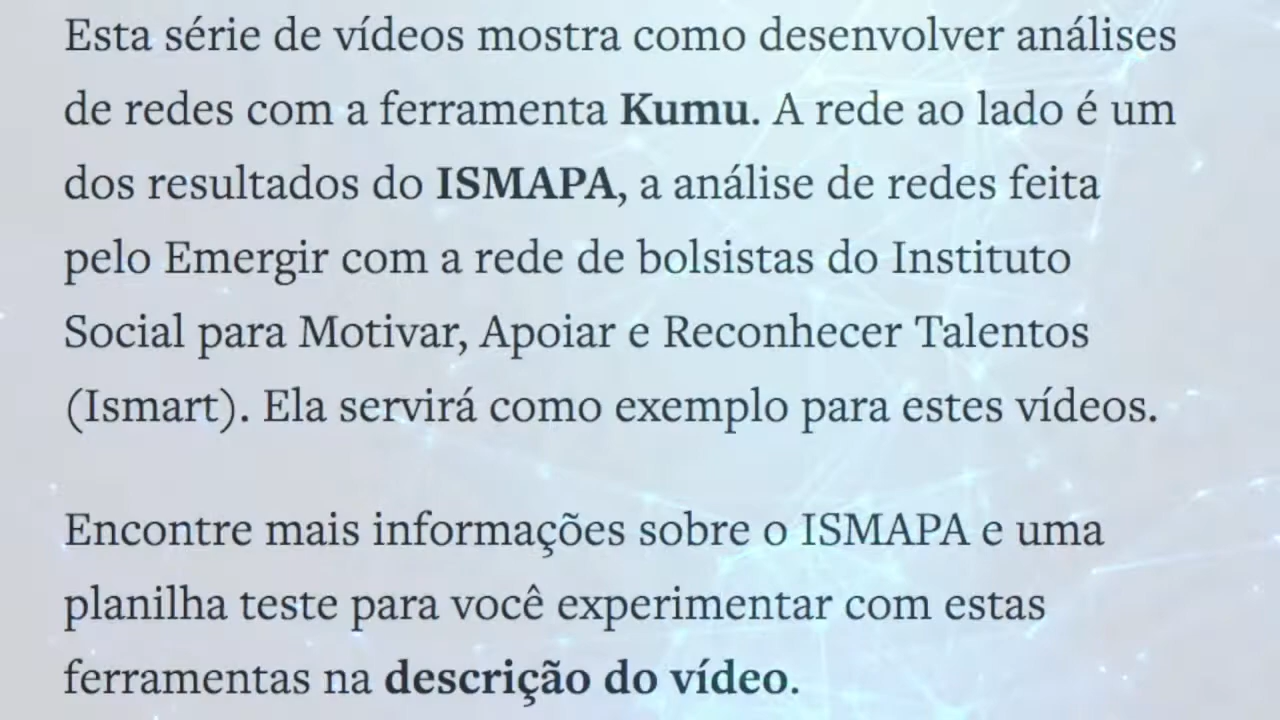 Esta série de vídeos mostra como desenvolver análises
de redes com a ferramenta Kumu. A rede ao lado é um
dos resultados do ISMAPA, a análise de redes feita
pelo Emergir com a rede de bolsistas do Instituto
Social para Motivar, Apoiar e Reconhecer Talentos
(Ismart). Ela servirá como exemplo para estes vídeos.
Encontre mais informações sobre o ISMAPA e uma
planilha teste para você experimentar com estas
ferramentas na descrição do vídeo.